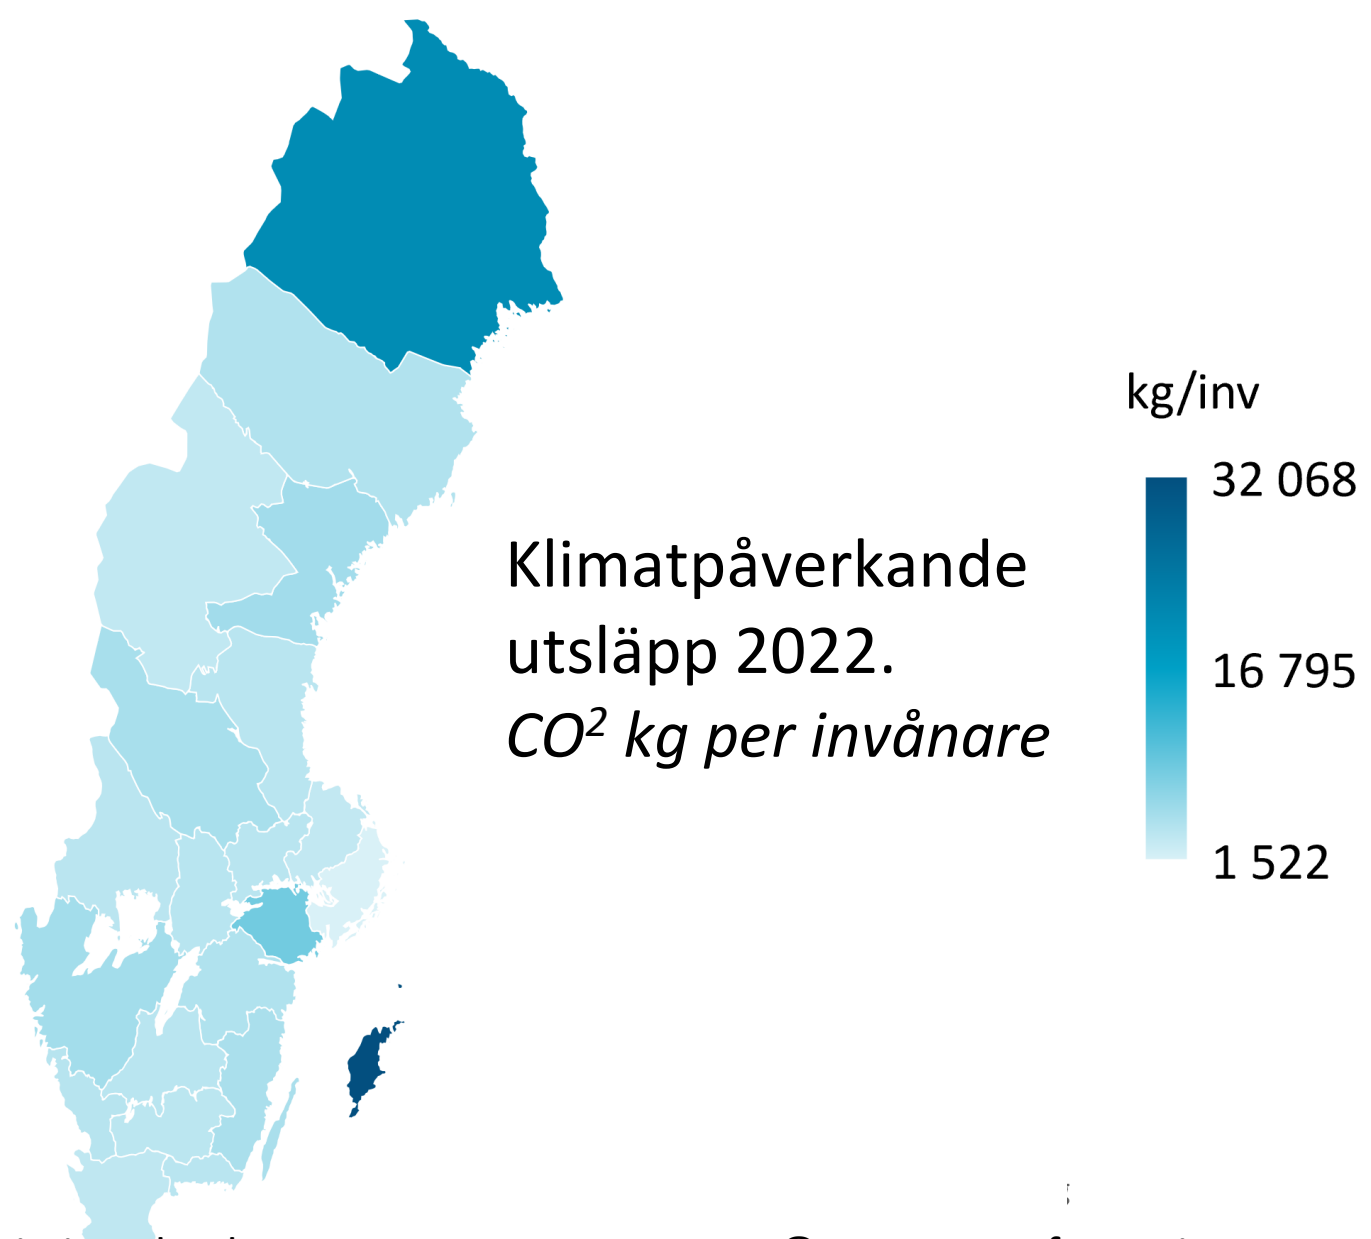 kg/inv
32 068
Klimatpåverkande
utsläpp 2022.
16 795
CO² kg per invånare
1 522